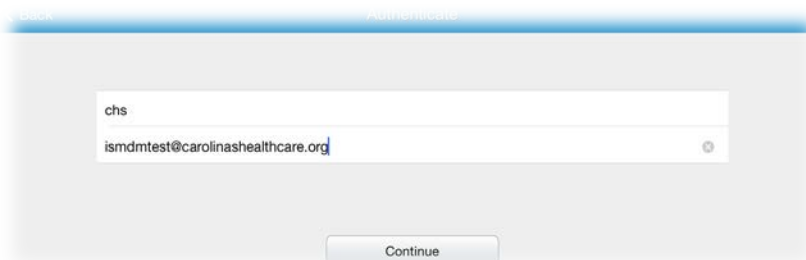 Back Authenticate
chs
ismdmtest@carolinashealthcare.org
Continue